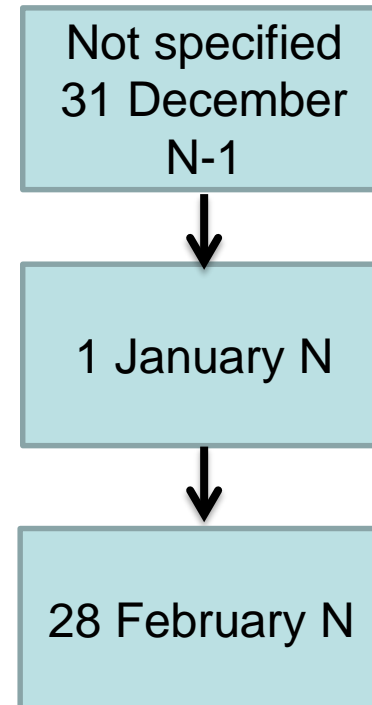 Not specified
31 December
N-1
1 January N
28 February N